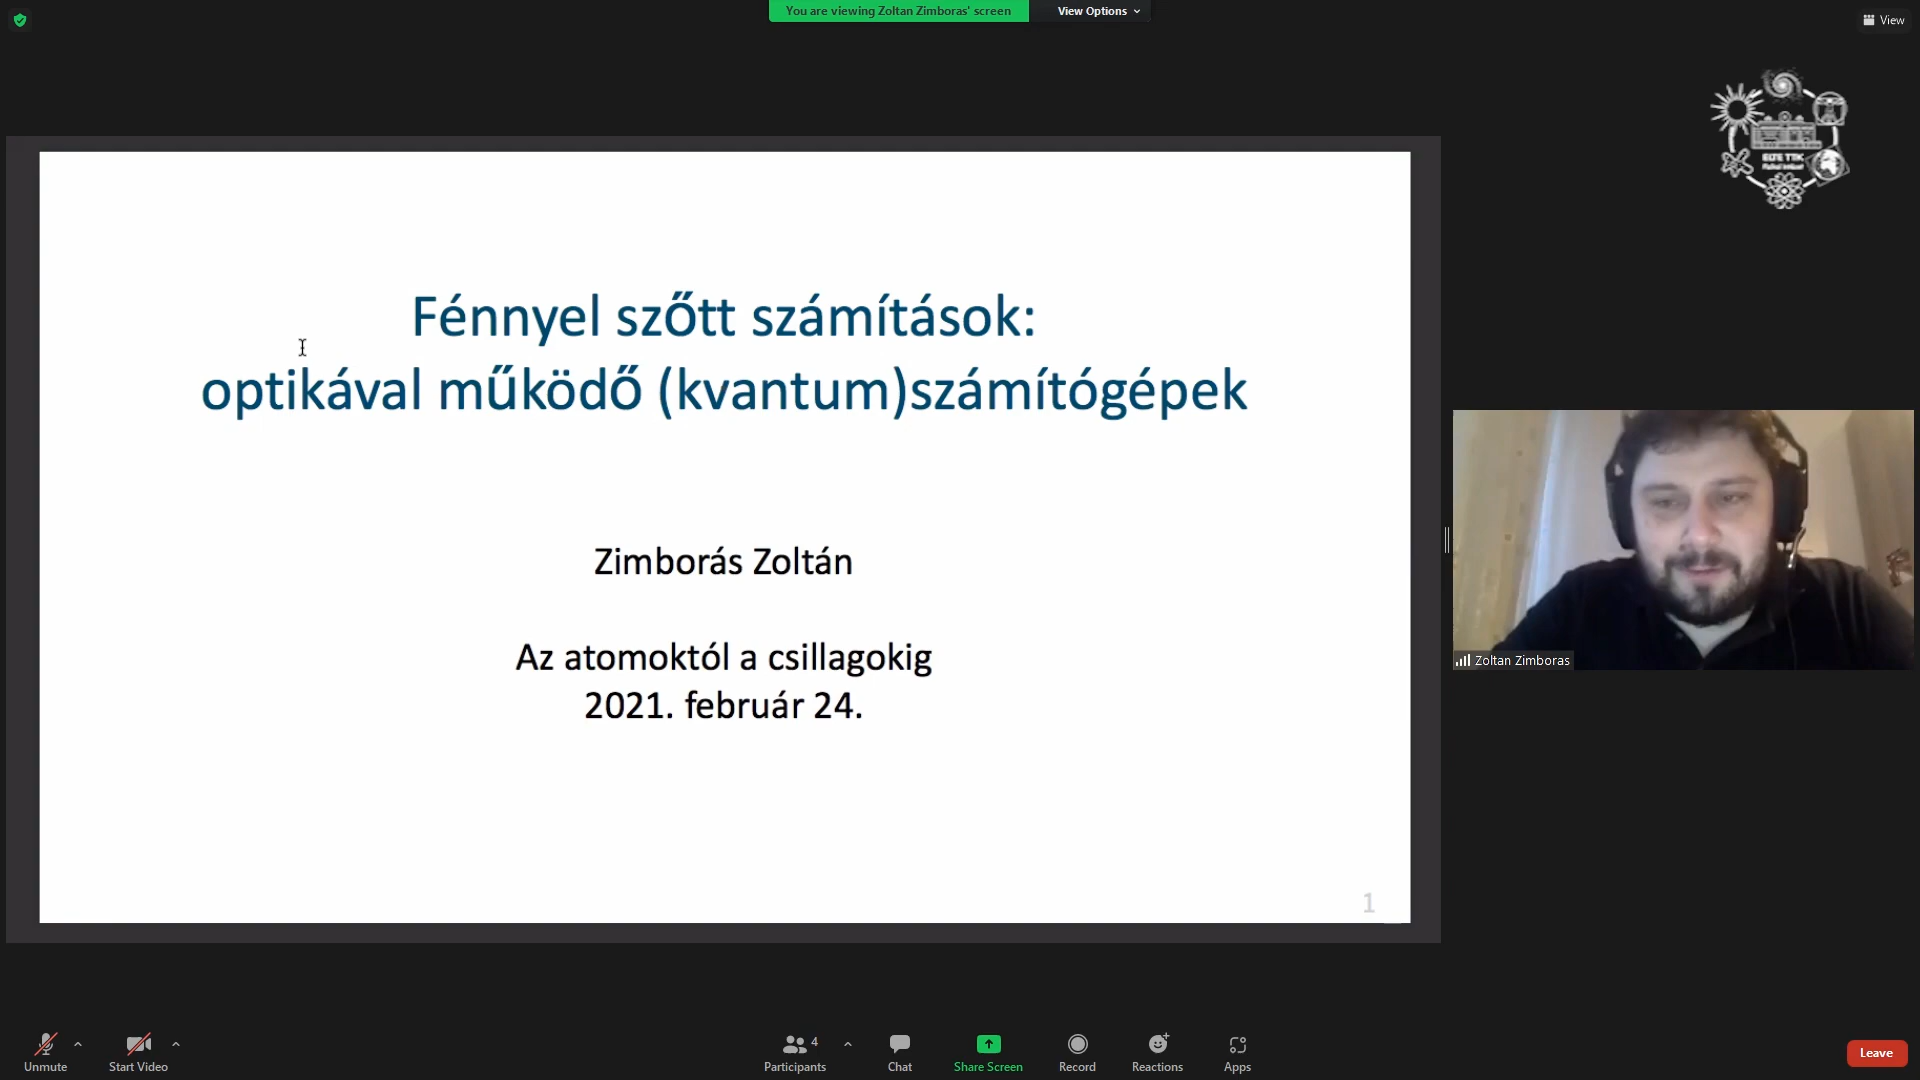 You are viewing Zoltan Zimboras' screen
View Options
View
ELTE TTK
Fénnyel szőtt számítások:
optikával működő (kvantum)számítógépek
Zimborás Zoltán
Az atomoktól a csillagokig
2021. február 24.
1
Zoltan Zimboras
Unmute
Start Video
4
Participants
Chat
Share Screen
Record
Reactions
Apps
Leave